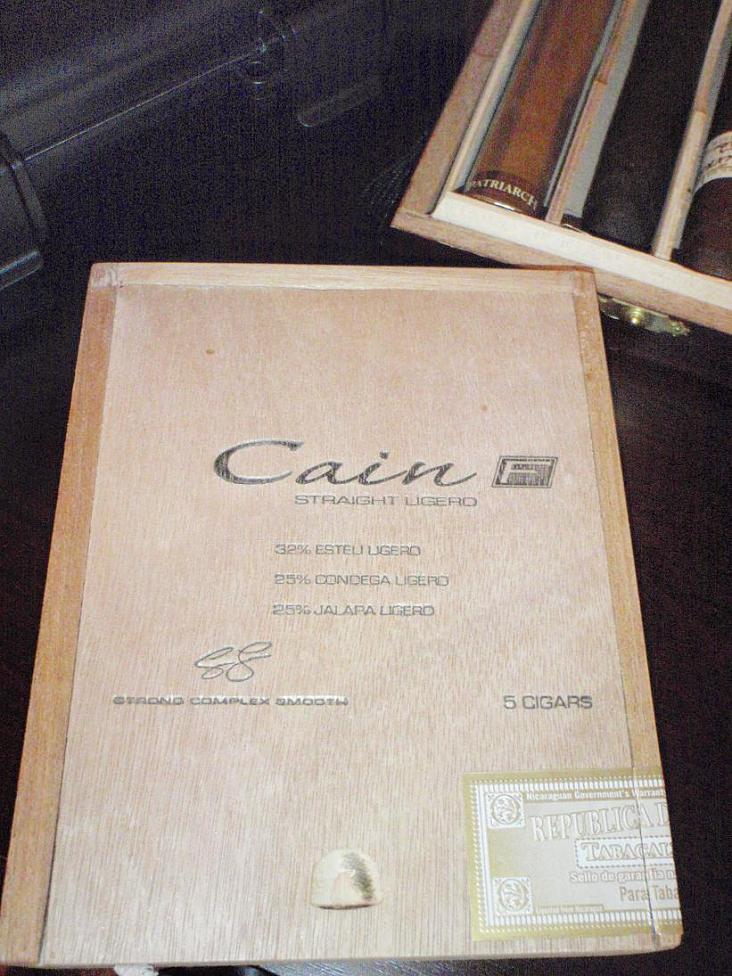 PATRIARCH
Cain F
STRAIGHT LIGERO
32% ESTELI LIGERO
25% CONDEGA LIGERO
25% JALAPA LIGERO
STRONG COMPLEX SMOOTH
5 CIGARS
Nicaraguan Government's Warrant
REPUBLICA D
TABACAL
Sello de garantia
Para Taba